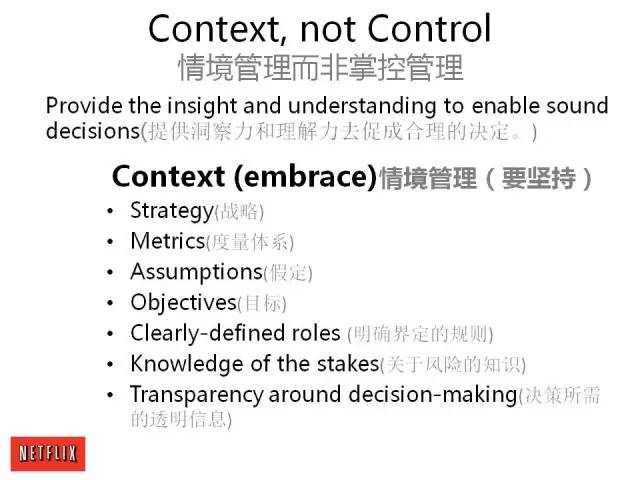 Context, not Control
情境管理而非掌控管理
Provide the insight and understanding to enable sound
decisions(提供洞察力和理解力去促成合理的决定。)
Context (embrace)情境管理（要坚持）
• Strategy(战略)
• Metrics(度量体系)
• Assumptions(假定)
• Objectives(目标)
• Clearly-defined roles (明确界定的规则)
• Knowledge of the stakes(关于风险的知识)
• Transparency around decision-making(决策所需
的透明信息)
NETFLIX